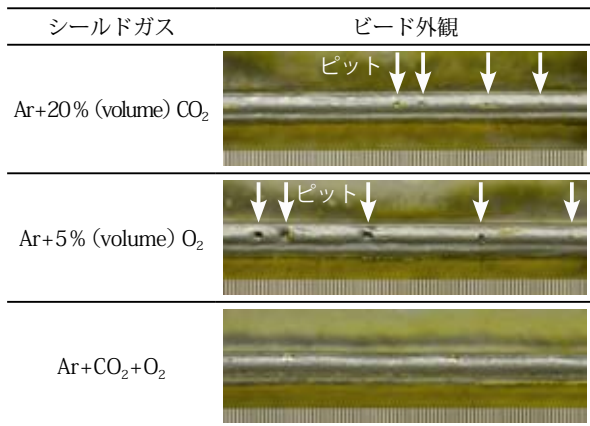 シールドガス ビード外観
ピット
Ar+20% (volume) CO₂
ピット
Ar+5% (volume) O₂
Ar+CO₂+O₂